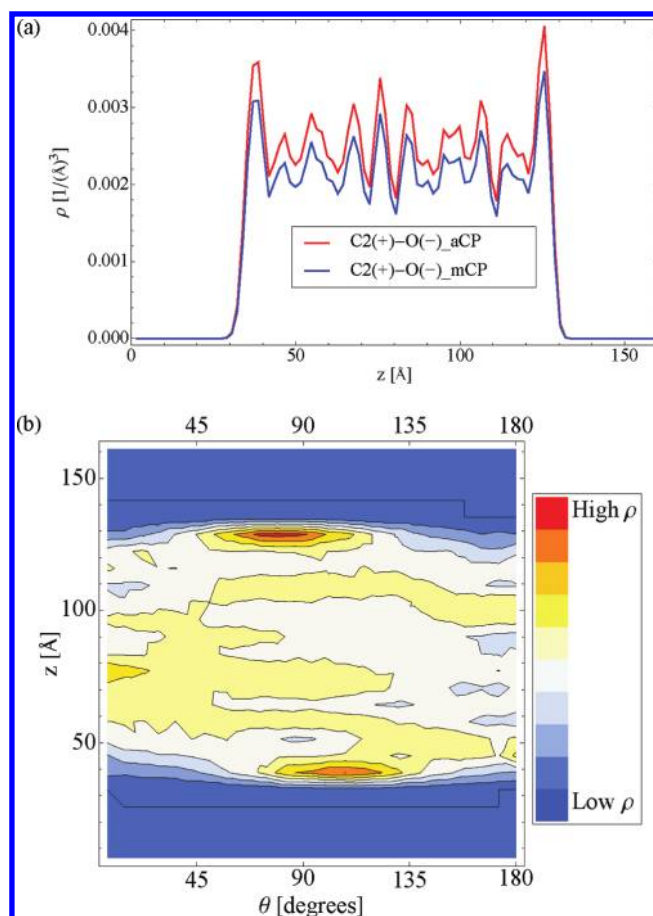 (a)
0.004
0.003
0.002
0.001
0.000
ρ [1/(Å)³]
C2(+)−O(−)_aCP
C2(+)−O(−)_mCP
0 50 100 150
z [Å]
(b)
45 90 135 180
150
100
50
z [Å]
High ρ
Low ρ
45 90 135 180
θ [degrees]